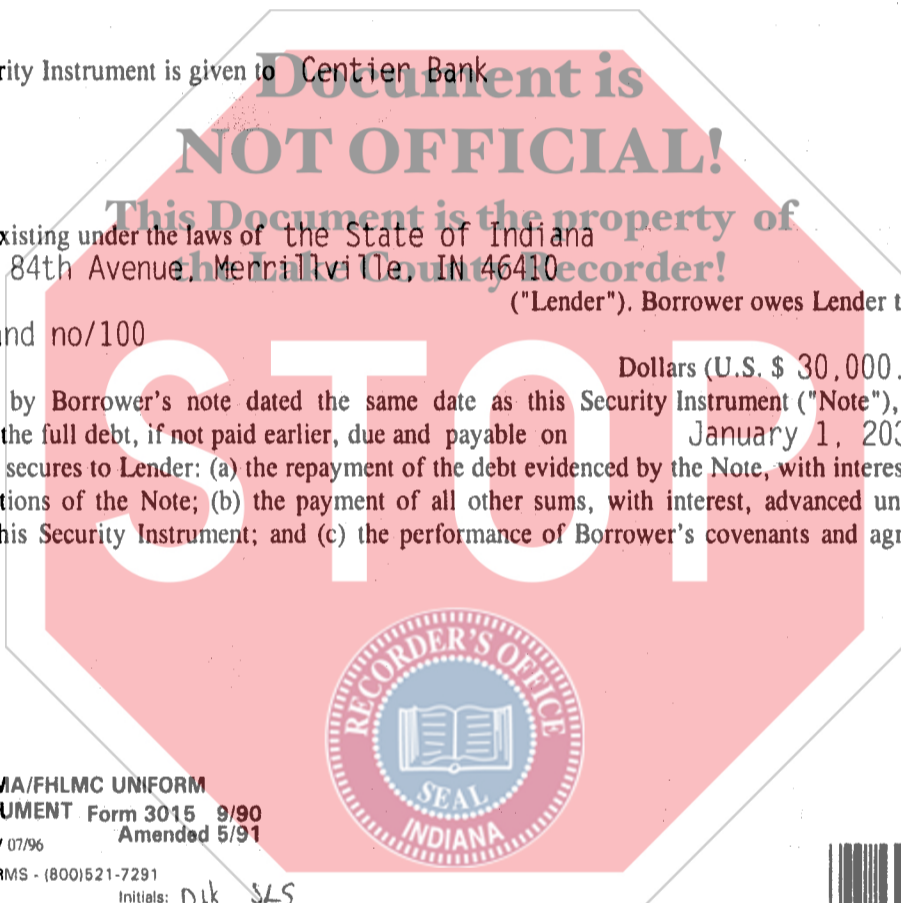 rity Instrument is given to Centier Bank
Document is
NOT OFFICIAL!
This Document is the property of
the Lake County Recorder!
xisting under the laws of the State of Indiana
84th Avenue, Merrillville, IN 46410
("Lender"). Borrower owes Lender t
and no/100
Dollars (U.S. $ 30,000.
by Borrower's note dated the same date as this Security Instrument ("Note"),
the full debt, if not paid earlier, due and payable on January 1, 203
secures to Lender: (a) the repayment of the debt evidenced by the Note, with interes
tions of the Note; (b) the payment of all other sums, with interest, advanced un
his Security Instrument; and (c) the performance of Borrower's covenants and agr
STOP
RECORDER'S OFFICE
SEAL
INDIANA
MA/FHLMC UNIFORM
UMENT Form 3015 9/90
Amended 5/91
07/96
RMS - (800)521-7291
Initials: DLK SLS